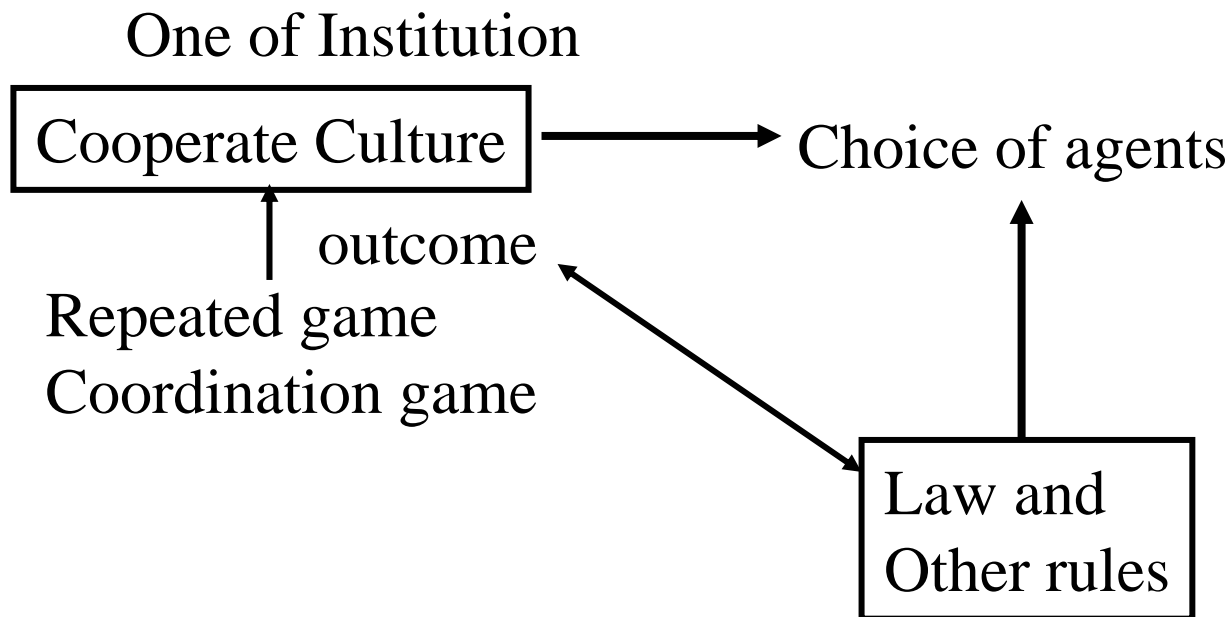 One of Institution
Cooperate Culture
Choice of agents
outcome
Repeated game
Coordination game
Law and
Other rules